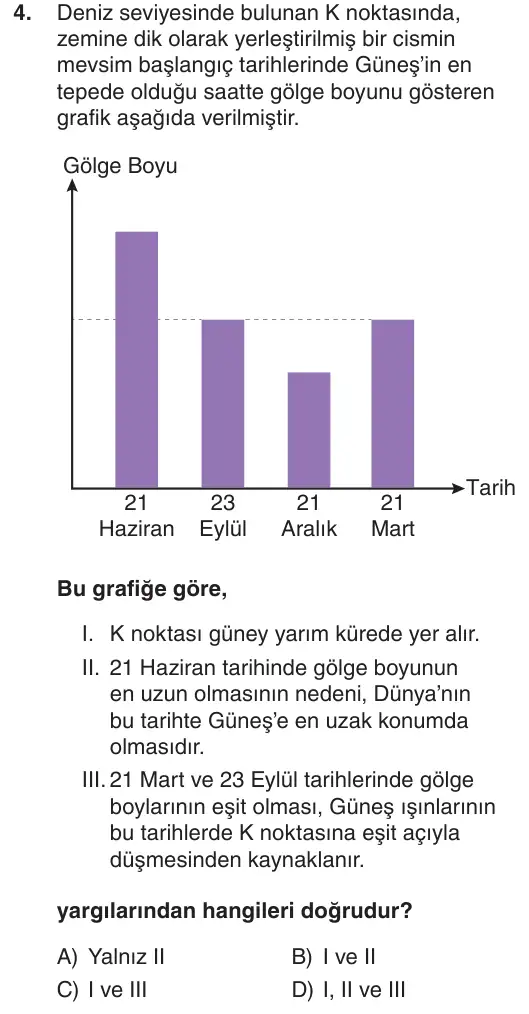 4. Deniz seviyesinde bulunan K noktasında,
zemine dik olarak yerleştirilmiş bir cismin
mevsim başlangıç tarihlerinde Güneş'in en
tepede olduğu saatte gölge boyunu gösteren
grafik aşağıda verilmiştir.
Gölge Boyu
Tarih
21 Haziran
23 Eylül
21 Aralık
21 Mart
Bu grafiğe göre,
I. K noktası güney yarım kürede yer alır.
II. 21 Haziran tarihinde gölge boyunun
en uzun olmasının nedeni, Dünya'nın
bu tarihte Güneş'e en uzak konumda
olmasıdır.
III. 21 Mart ve 23 Eylül tarihlerinde gölge
boylarının eşit olması, Güneş ışınlarının
bu tarihlerde K noktasına eşit açıyla
düşmesinden kaynaklanır.
yargılarından hangileri doğrudur?
A) Yalnız II B) I ve II
C) I ve III D) I, II ve III